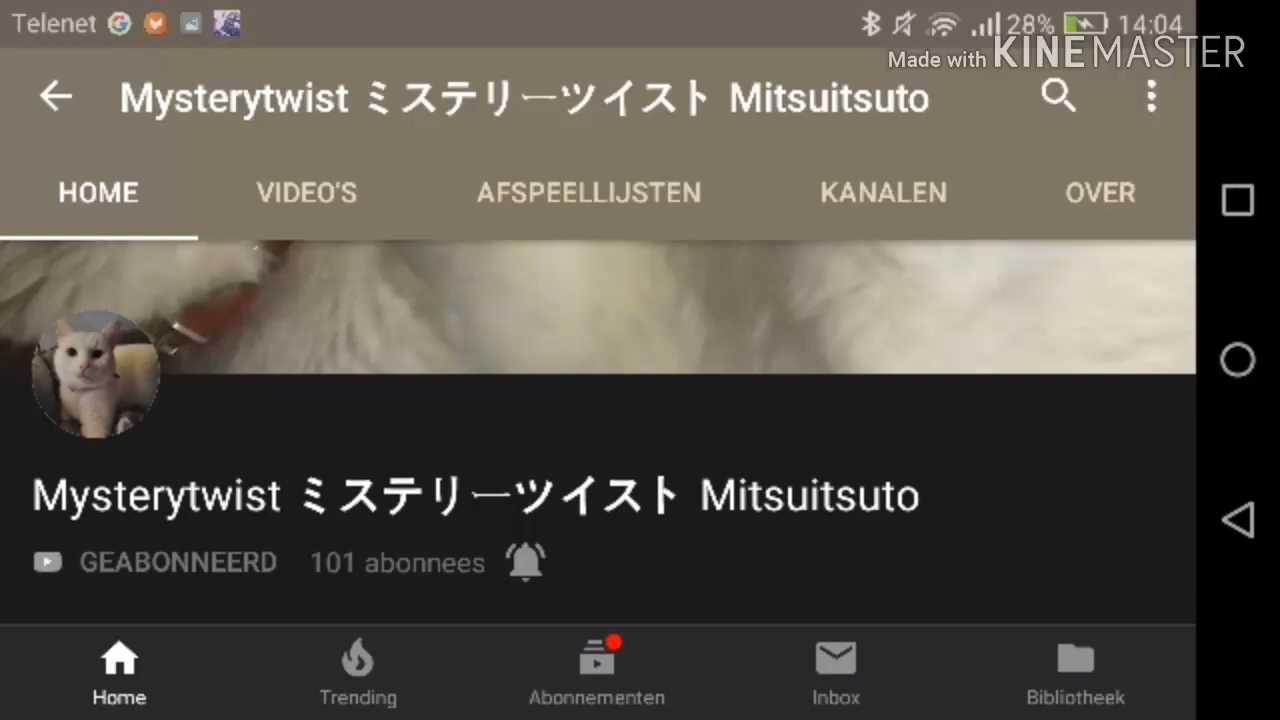 Telenet 28% 14:04
Made with KINEMASTER
Mysterytwist ミステリーツイスト Mitsuitsuto
HOME VIDEO'S AFSPEELLIJSTEN KANALEN OVER
Mysterytwist ミステリーツイスト Mitsuitsuto
GEABONNEERD 101 abonnees
Home Trending Abonnementen Inbox Bibliotheek